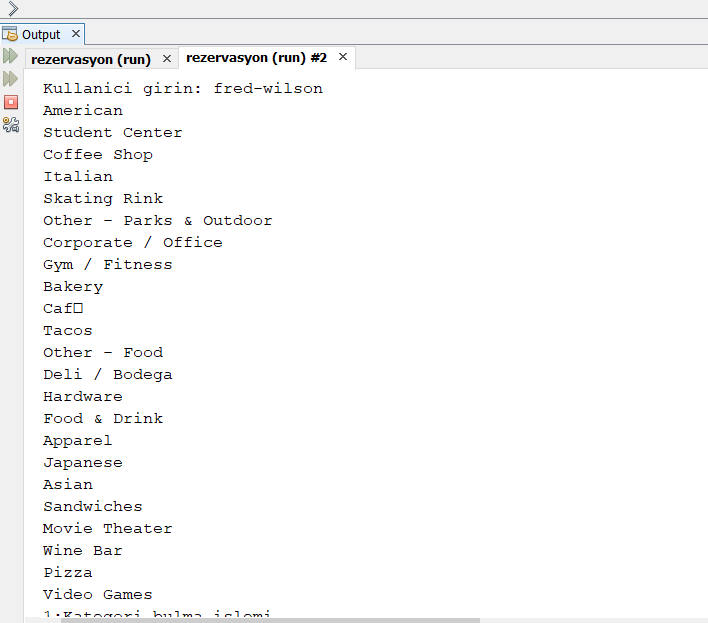 Output
rezervasyon (run) rezervasyon (run) #2
Kullanici girin: fred-wilson
American
Student Center
Coffee Shop
Italian
Skating Rink
Other - Parks & Outdoor
Corporate / Office
Gym / Fitness
Bakery
Caf□
Tacos
Other - Food
Deli / Bodega
Hardware
Food & Drink
Apparel
Japanese
Asian
Sandwiches
Movie Theater
Wine Bar
Pizza
Video Games
1:Kategori bulma islemi